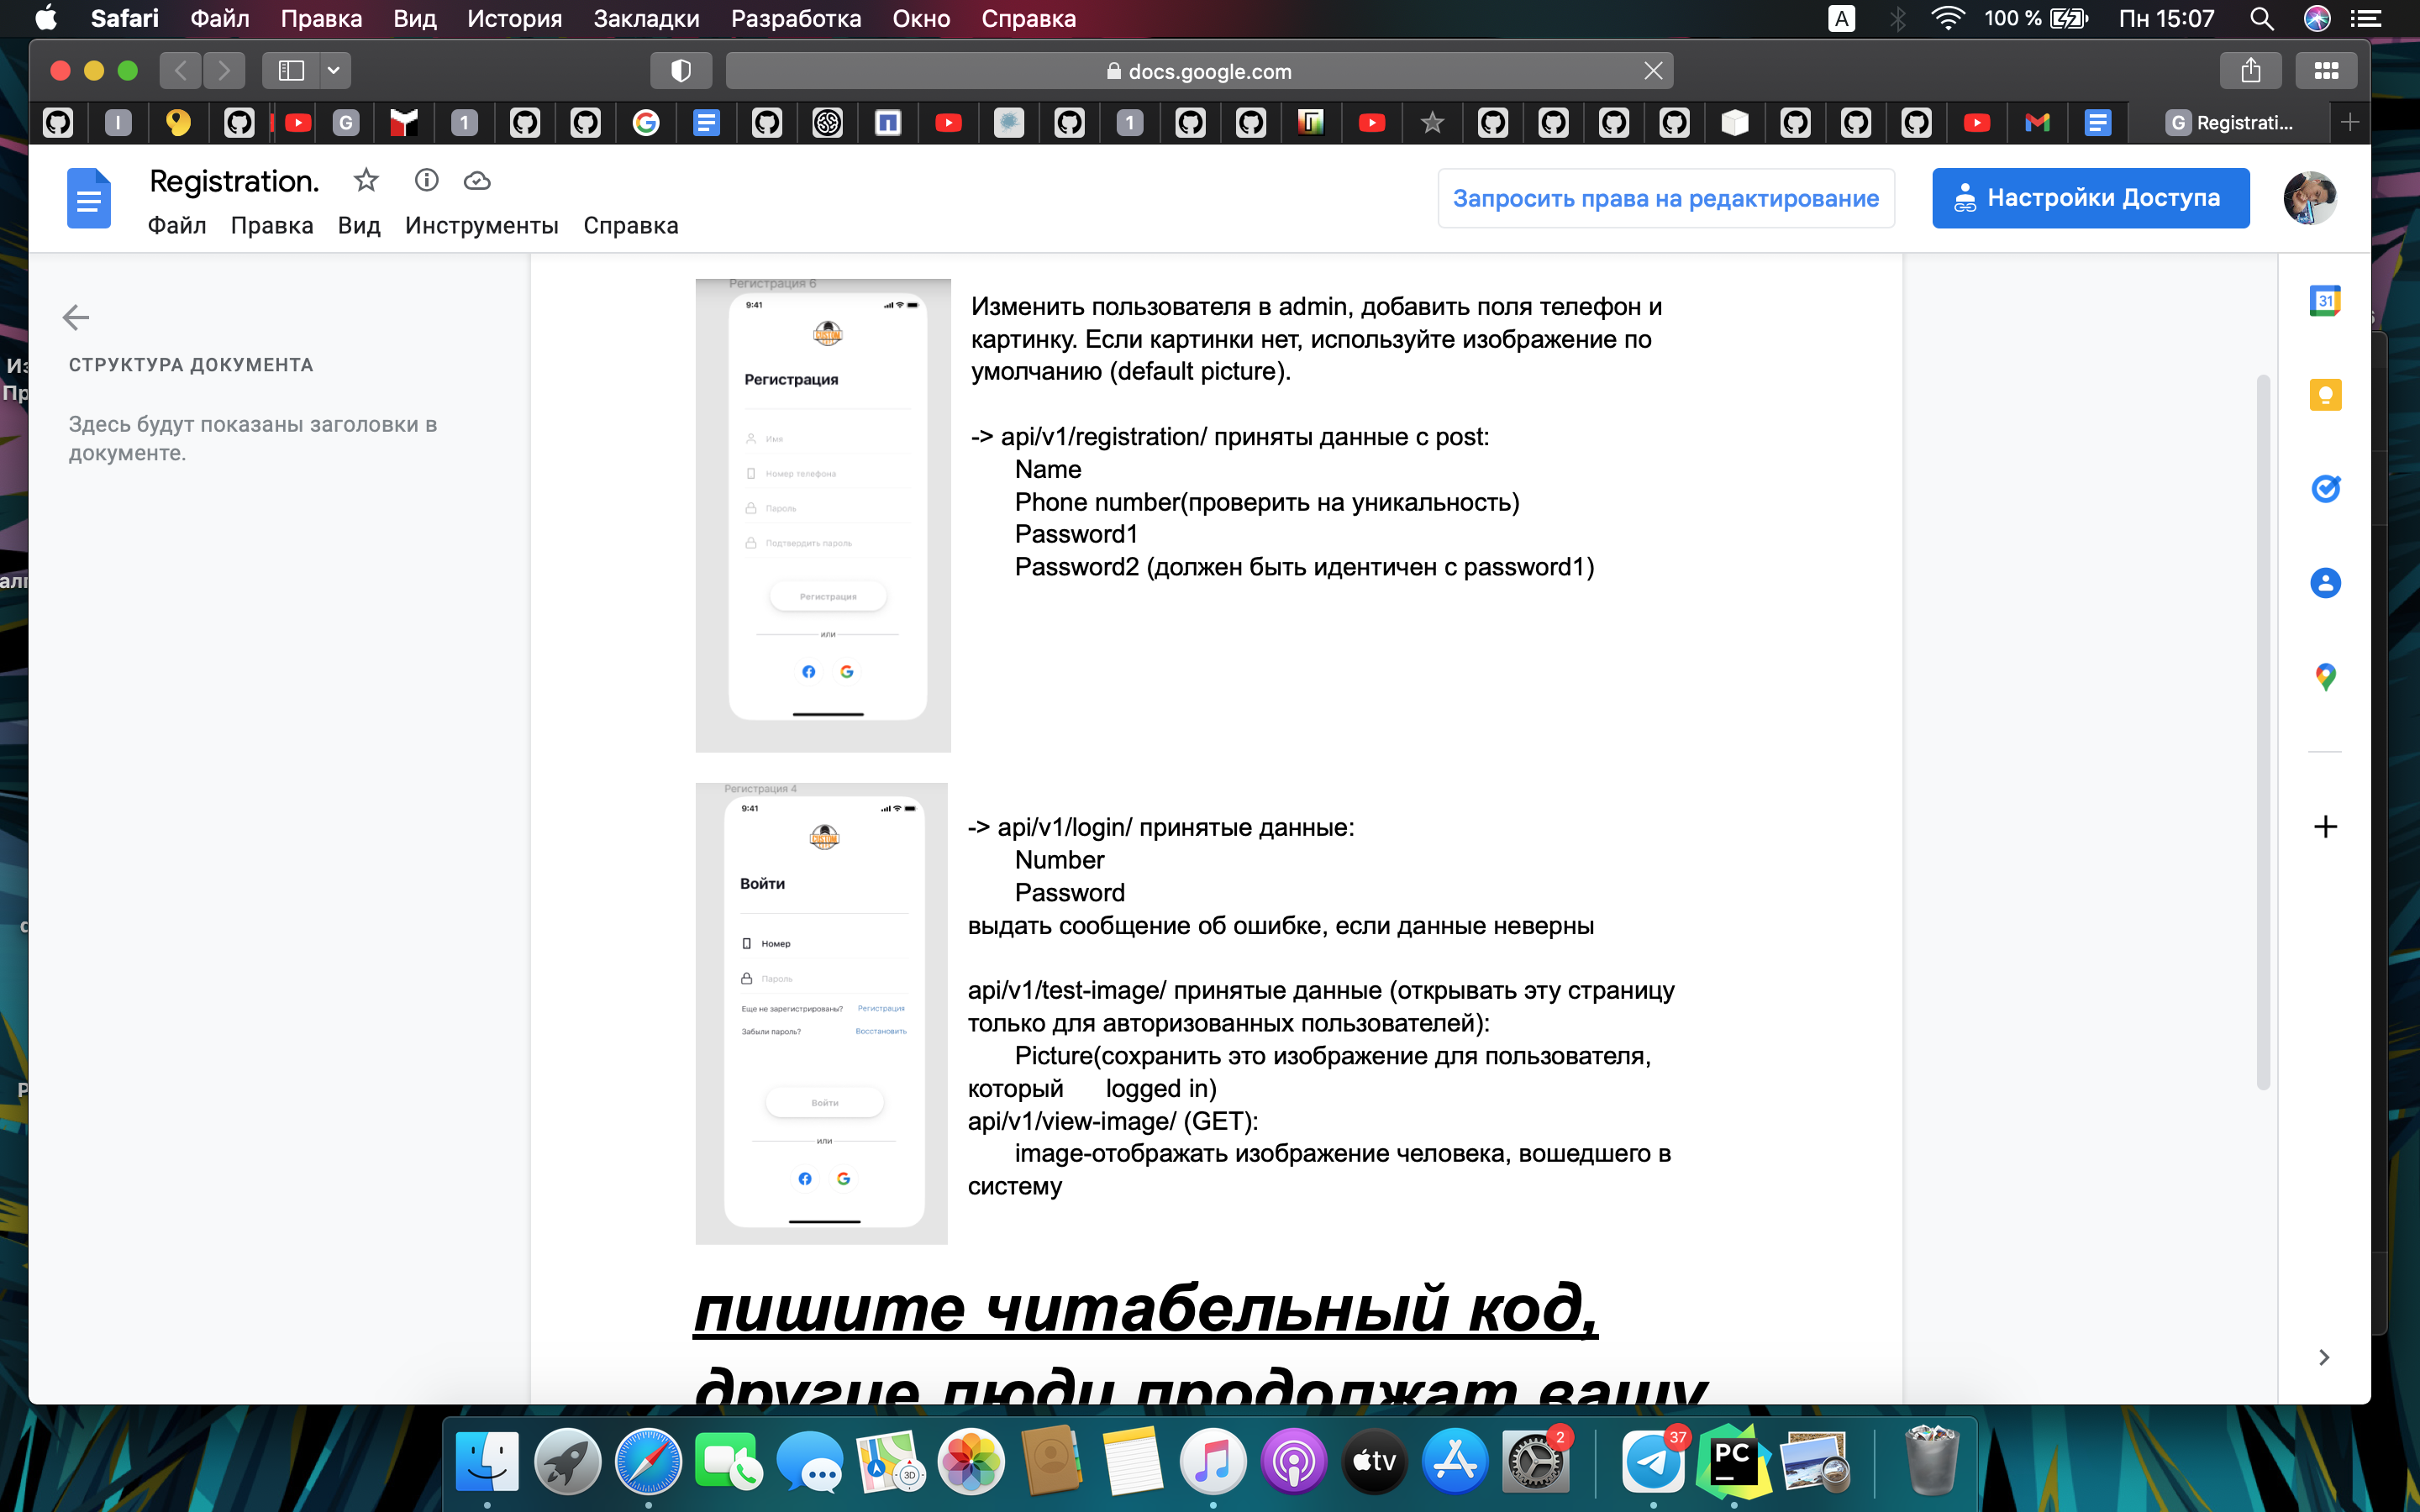 Safari Файл Правка Вид История Закладки Разработка Окно Справка A 100 % Пн 15:07
docs.google.com
G Registrati...
Registration.
Файл Правка Вид Инструменты Справка
Запросить права на редактирование
Настройки Доступа
СТРУКТУРА ДОКУМЕНТА
Здесь будут показаны заголовки в
документе.
Регистрация 6
9:41
CUSTOM
Регистрация
Имя
Номер телефона
Пароль
Подтвердить пароль
Регистрация
или
Изменить пользователя в admin, добавить поля телефон и
картинку. Если картинки нет, используйте изображение по
умолчанию (default picture).
-> api/v1/registration/ приняты данные с post:
Name
Phone number(проверить на уникальность)
Password1
Password2 (должен быть идентичен с password1)
Регистрация 4
9:41
CUSTOM
Войти
Номер
Пароль
Еще не зарегистрированы? Регистрация
Забыли пароль? Восстановить
Войти
или
-> api/v1/login/ принятые данные:
Number
Password
выдать сообщение об ошибке, если данные неверны
api/v1/test-image/ принятые данные (открывать эту страницу
только для авторизованных пользователей):
Picture(сохранить это изображение для пользователя,
который logged in)
api/v1/view-image/ (GET):
image-отображать изображение человека, вошедшего в
систему
пишите читабельный код,
другие люди продолжат вашу
31
3D
tv
2
37
PC